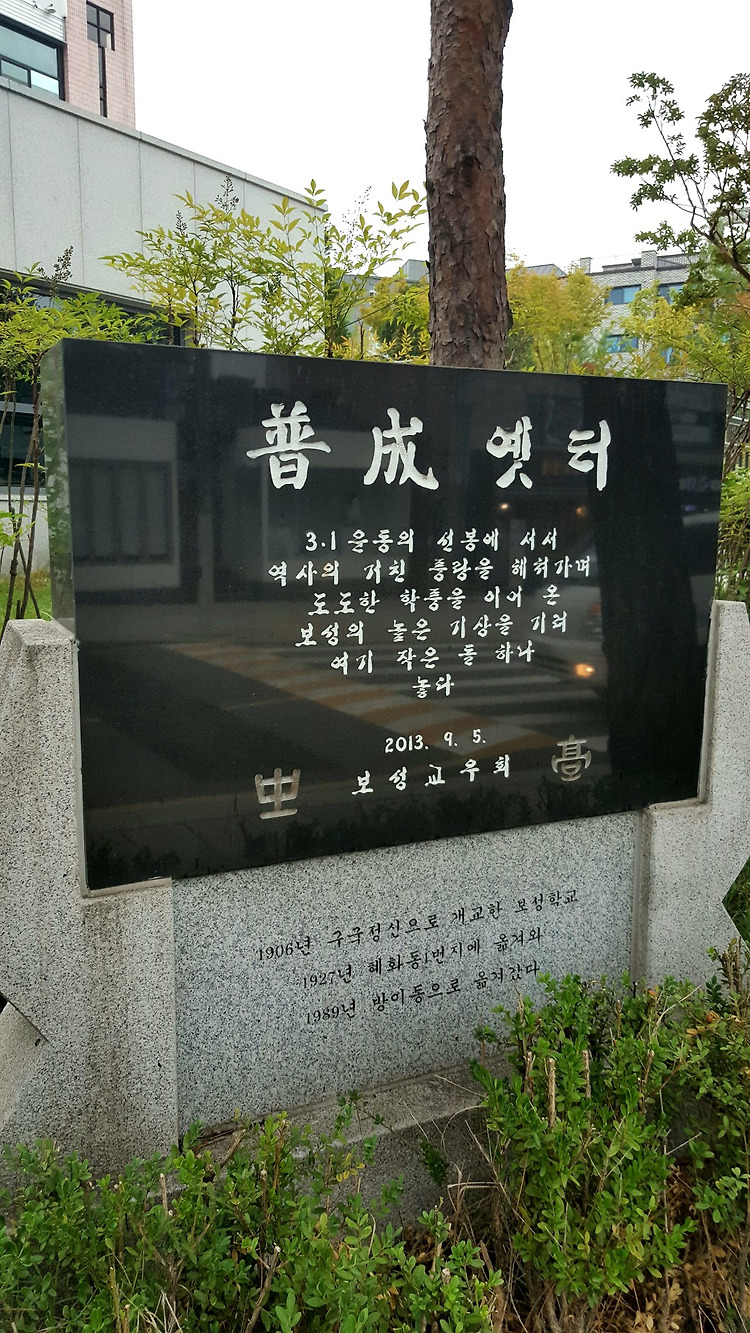 普成 옛터
3.1 운동의 선봉에 서서
역사의 거친 풍랑을 헤쳐가며
도도한 학풍을 이어 온
보성의 높은 기상을 기려
여기 작은 돌 하나
놓다
2013. 9. 5.
보성교우회
1906년 구국정신으로 개교한 보성학교
1927년 혜화동1번지에 옮겨와
1989년 방이동으로 옮겨갔다